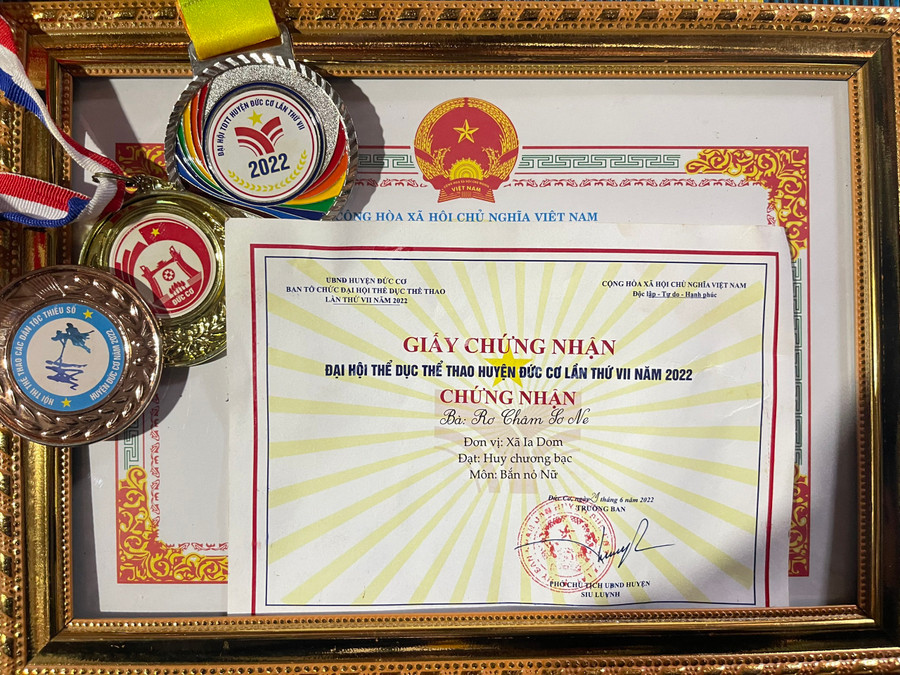 ĐẠI HỘI TDTT HUYỆN ĐỨC CƠ LẦN THỨ VII
2022
ĐỨC CƠ
HỘI THI THỂ THAO CÁC DÂN TỘC THIỂU SỐ
HUYỆN ĐỨC CƠ NĂM 2022
VIỆT NAM
CỘNG HÒA XÃ HỘI CHỦ NGHĨA VIỆT NAM
UBND HUYỆN ĐỨC CƠ
BAN TỔ CHỨC ĐẠI HỘI THỂ DỤC THỂ THAO
LẦN THỨ VII NĂM 2022
CỘNG HÒA XÃ HỘI CHỦ NGHĨA VIỆT NAM
Độc lập - Tự do - Hạnh phúc
GIẤY CHỨNG NHẬN
ĐẠI HỘI THỂ DỤC THỂ THAO HUYỆN ĐỨC CƠ LẦN THỨ VII NĂM 2022
CHỨNG NHẬN
Bà: Rơ Châm So Ne
Đơn vị: Xã Ia Dom
Đạt: Huy chương bạc
Môn: Bắn nỏ Nữ
Đức Cơ, ngày tháng 6 năm 2022
TRƯỞNG BAN
PHÓ CHỦ TỊCH UBND HUYỆN
SIU LUYNH